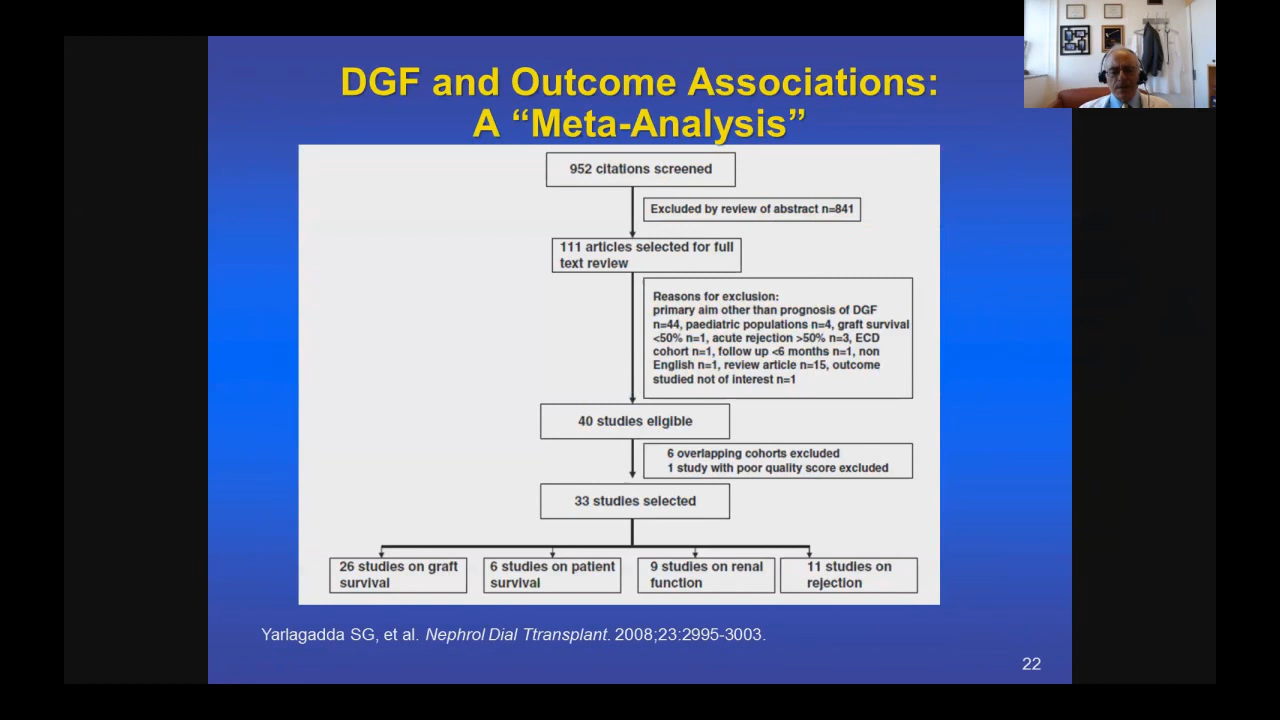 DGF and Outcome Associations:
A “Meta-Analysis”
952 citations screened
Excluded by review of abstract n=841
111 articles selected for full
text review
Reasons for exclusion:
primary aim other than prognosis of DGF
n=44, paediatric populations n=4, graft survival
<50% n=1, acute rejection >50% n=3, ECD
cohort n=1, follow up <6 months n=1, non
English n=1, review article n=15, outcome
studied not of interest n=1
40 studies eligible
6 overlapping cohorts excluded
1 study with poor quality score excluded
33 studies selected
26 studies on graft
survival
6 studies on patient
survival
9 studies on renal
function
11 studies on
rejection
Yarlagadda SG, et al. Nephrol Dial Ttransplant. 2008;23:2995-3003.
22